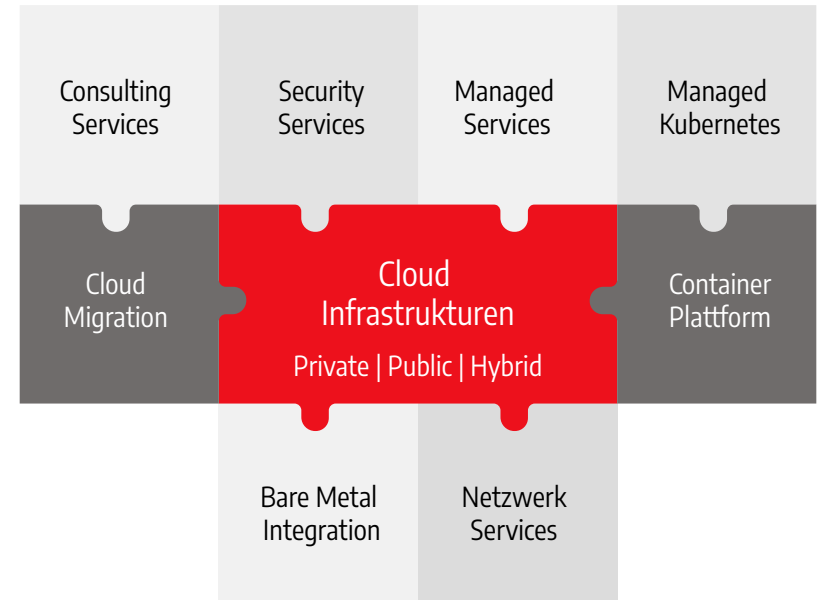 Consulting
Services
Security
Services
Managed
Services
Managed
Kubernetes
Cloud
Migration
Cloud
Infrastrukturen
Private | Public | Hybrid
Container
Plattform
Bare Metal
Integration
Netzwerk
Services